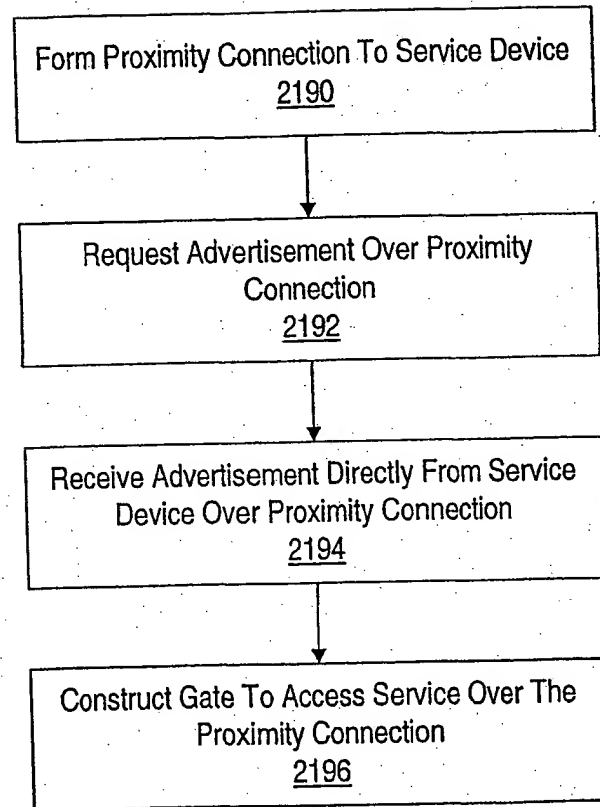 Form Proximity Connection To Service Device
2190
Request Advertisement Over Proximity
Connection
2192
Receive Advertisement Directly From Service
Device Over Proximity Connection
2194
Construct Gate To Access Service Over The
Proximity Connection
2196